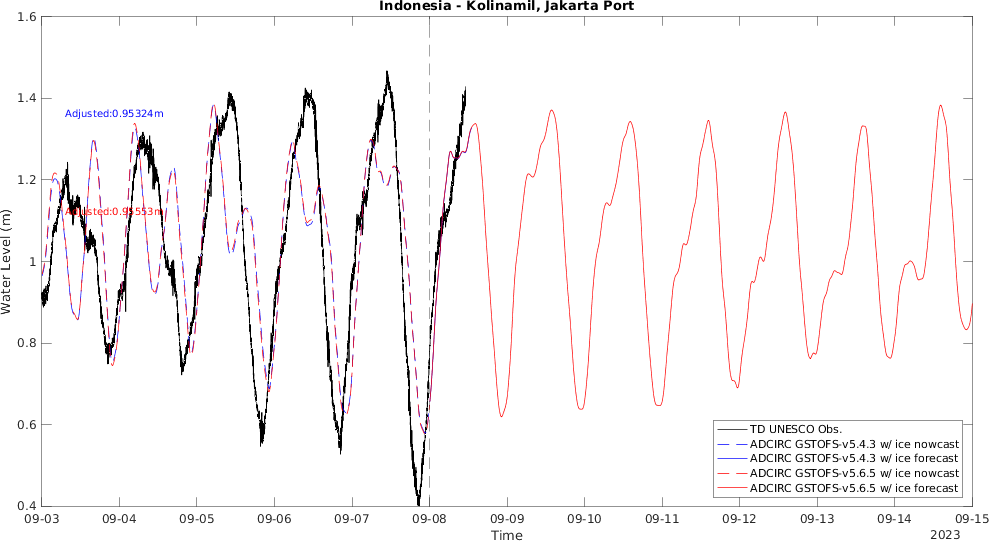 Indonesia - Kolinamil, Jakarta Port
1.6
1.4
1.2
1
0.8
0.6
0.4
Water Level (m)
Adjusted:0.95324m
Adjusted:0.95553m
TD UNESCO Obs.
ADCIRC GSTOFS-v5.4.3 w/ ice nowcast
ADCIRC GSTOFS-v5.4.3 w/ ice forecast
ADCIRC GSTOFS-v5.6.5 w/ ice nowcast
ADCIRC GSTOFS-v5.6.5 w/ ice forecast
09-03 09-04 09-05 09-06 09-07 09-08 09-09 09-10 09-11 09-12 09-13 09-14 09-15
Time
2023